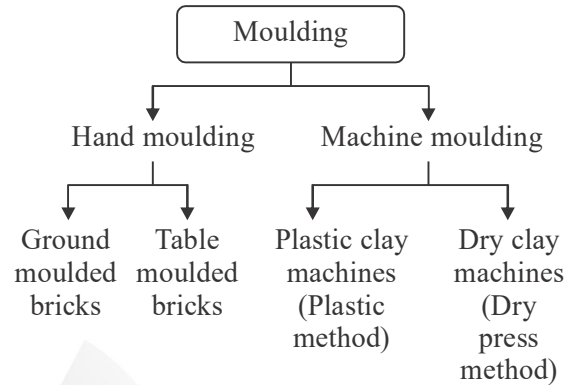 Moulding
Hand moulding
Machine moulding
Ground
moulded
bricks
Table
moulded
bricks
Plastic clay
machines
(Plastic
method)
Dry clay
machines
(Dry
press
method)